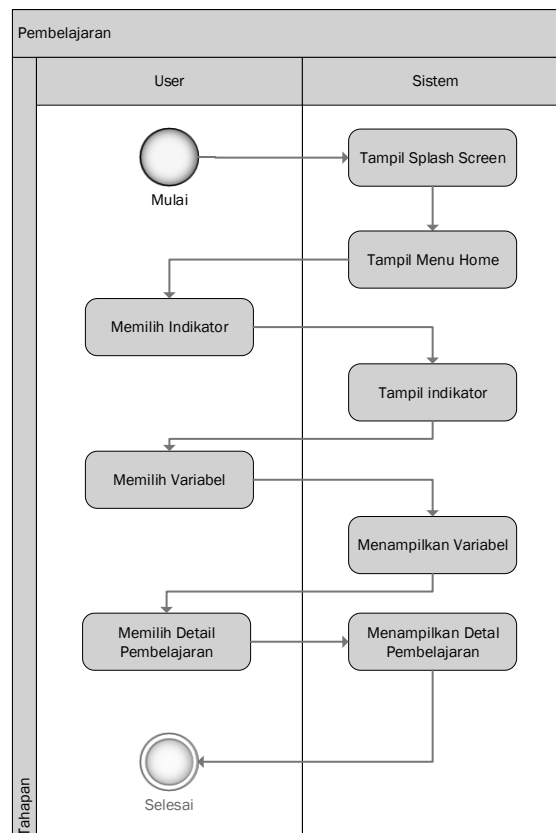 Pembelajaran
User
Sistem
Mulai
Tampil Splash Screen
Tampil Menu Home
Memilih Indikator
Tampil indikator
Memilih Variabel
Menampilkan Variabel
Memilih Detail
Pembelajaran
Menampilkan Detal
Pembelajaran
Selesai
Tahapan